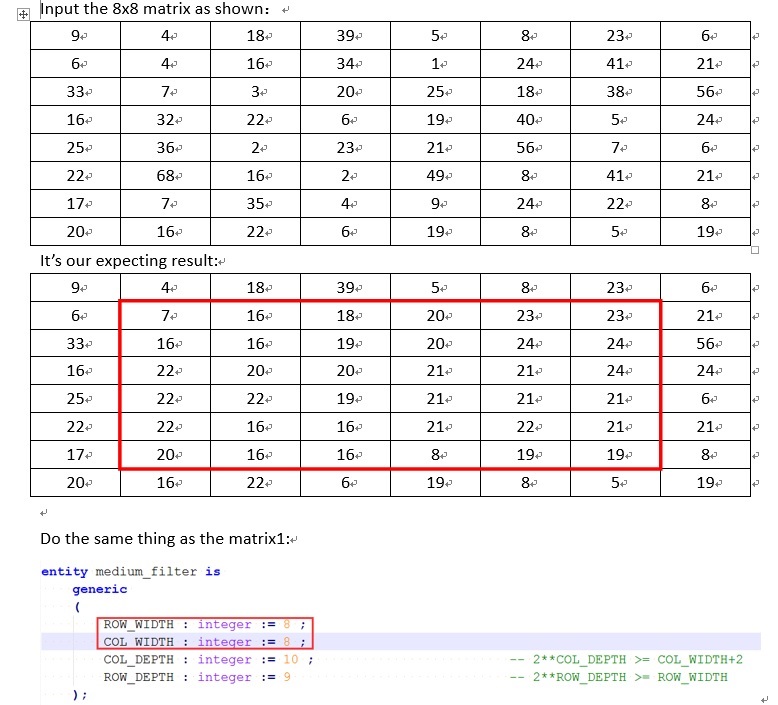 Input the 8x8 matrix as shown:
9 4 18 39 5 8 23 6
6 4 16 34 1 24 41 21
33 7 3 20 25 18 38 56
16 32 22 6 19 40 5 24
25 36 2 23 21 56 7 6
22 68 16 2 49 8 41 21
17 7 35 4 9 24 22 8
20 16 22 6 19 8 5 19
It's our expecting result:
9 4 18 39 5 8 23 6
6 7 16 18 20 23 23 21
33 16 16 19 20 24 24 56
16 22 20 20 21 21 24 24
25 22 22 19 21 21 21 6
22 22 16 16 21 22 21 21
17 20 16 16 8 19 19 8
20 16 22 6 19 8 5 19
Do the same thing as the matrix1:
entity medium_filter is
generic
(
ROW_WIDTH : integer := 8 ;
COL_WIDTH : integer := 8 ;
COL_DEPTH : integer := 10 ; -- 2**COL_DEPTH >= COL_WIDTH+2
ROW_DEPTH : integer := 9 -- 2**ROW_DEPTH >= ROW_WIDTH
);